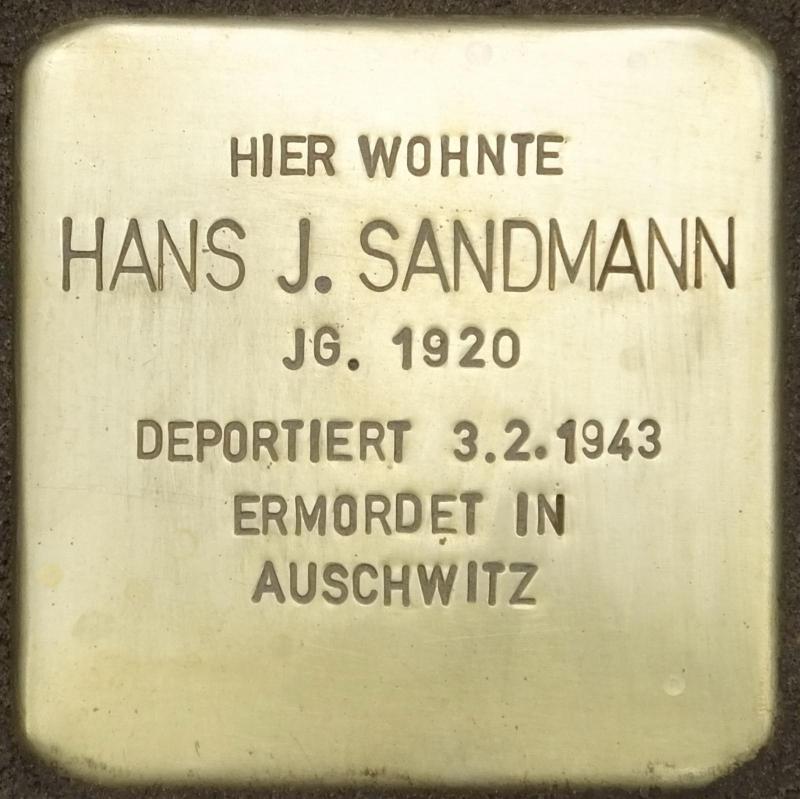 HIER WOHNTE
HANS J. SANDMANN
JG. 1920
DEPORTIERT 3.2.1943
ERMORDET IN
AUSCHWITZ